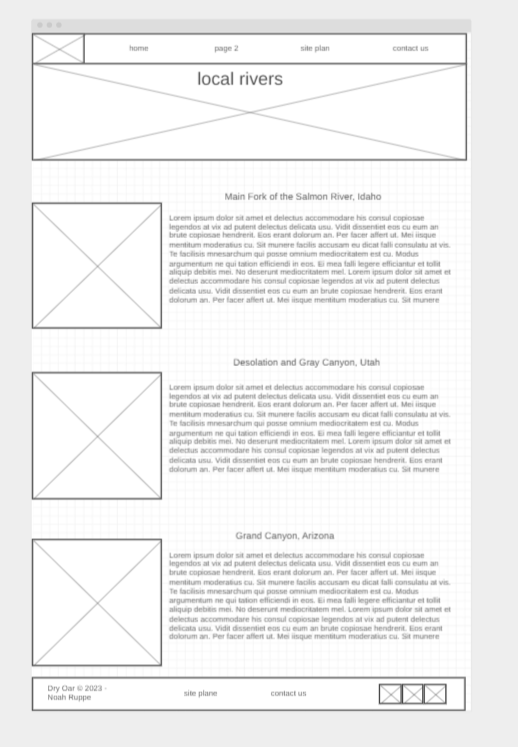 home page 2 site plan contact us
local rivers
Main Fork of the Salmon River, Idaho
Lorem ipsum dolor sit amet et delectus accommodare his consul copiosae
legendos at vix ad putent delectus delicata usu. Vidit dissentiet eos cu eum an
brute copiosae hendrerit. Eos erant dolorum an. Per facer affert ut. Mei iisque
mentitum moderatius cu. Sit munere facilis accusam eu dicat falli consulatu at vis.
Te facilisis mnesarchum qui posse omnium mediocritatem est cu. Modus
argumentum ne qui tation efficiendi in eos. Ei mea falli legere efficiantur et tollit
aliquip debitis mei. No deserunt mediocritatem mel. Lorem ipsum dolor sit amet et
delectus accommodare his consul copiosae legendos at vix ad putent delectus
delicata usu. Vidit dissentiet eos cu eum an brute copiosae hendrerit. Eos erant
dolorum an. Per facer affert ut. Mei iisque mentitum moderatius cu. Sit munere
Desolation and Gray Canyon, Utah
Lorem ipsum dolor sit amet et delectus accommodare his consul copiosae
legendos at vix ad putent delectus delicata usu. Vidit dissentiet eos cu eum an
brute copiosae hendrerit. Eos erant dolorum an. Per facer affert ut. Mei iisque
mentitum moderatius cu. Sit munere facilis accusam eu dicat falli consulatu at vis.
Te facilisis mnesarchum qui posse omnium mediocritatem est cu. Modus
argumentum ne qui tation efficiendi in eos. Ei mea falli legere efficiantur et tollit
aliquip debitis mei. No deserunt mediocritatem mel. Lorem ipsum dolor sit amet et
delectus accommodare his consul copiosae legendos at vix ad putent delectus
delicata usu. Vidit dissentiet eos cu eum an brute copiosae hendrerit. Eos erant
dolorum an. Per facer affert ut. Mei iisque mentitum moderatius cu. Sit munere
Grand Canyon, Arizona
Lorem ipsum dolor sit amet et delectus accommodare his consul copiosae
legendos at vix ad putent delectus delicata usu. Vidit dissentiet eos cu eum an
brute copiosae hendrerit. Eos erant dolorum an. Per facer affert ut. Mei iisque
mentitum moderatius cu. Sit munere facilis accusam eu dicat falli consulatu at vis.
Te facilisis mnesarchum qui posse omnium mediocritatem est cu. Modus
argumentum ne qui tation efficiendi in eos. Ei mea falli legere efficiantur et tollit
aliquip debitis mei. No deserunt mediocritatem mel. Lorem ipsum dolor sit amet et
delectus accommodare his consul copiosae legendos at vix ad putent delectus
delicata usu. Vidit dissentiet eos cu eum an brute copiosae hendrerit. Eos erant
dolorum an. Per facer affert ut. Mei iisque mentitum moderatius cu. Sit munere
Dry Oar © 2023 -
Noah Ruppe
site plane contact us